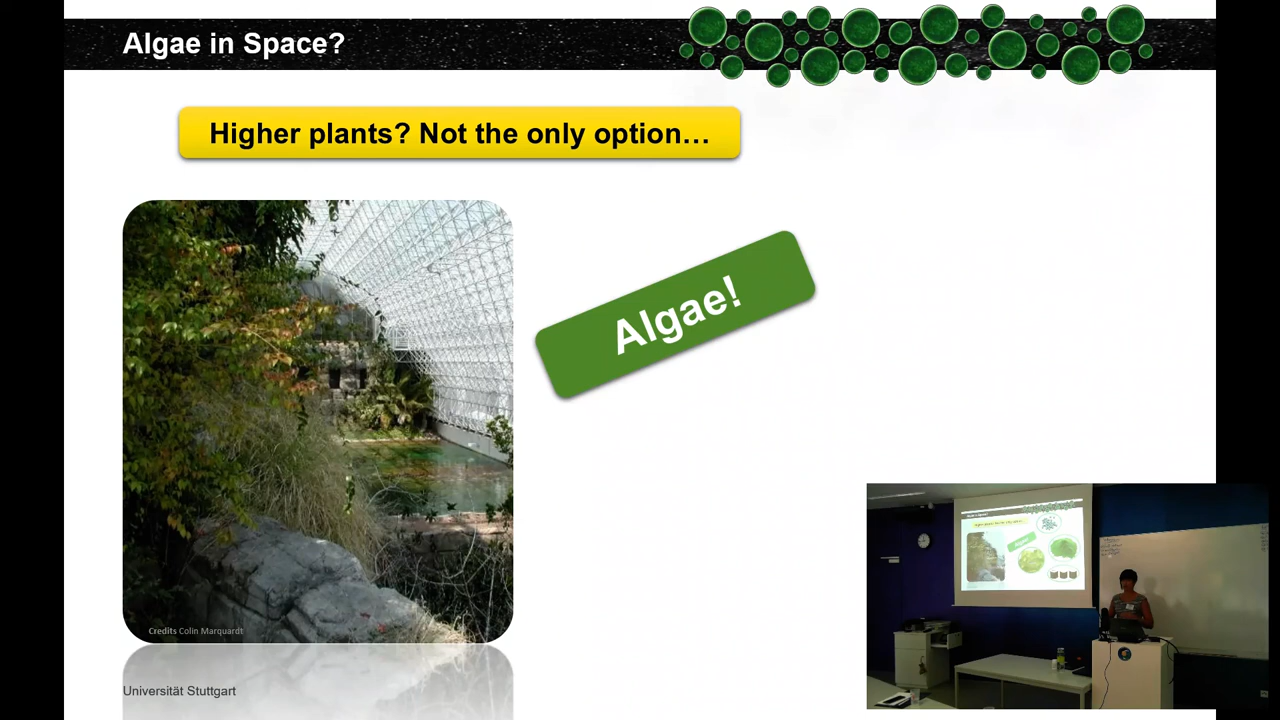 Algae in Space?
Higher plants? Not the only option…
Algae!
Credits Colin Marquardt
Universität Stuttgart